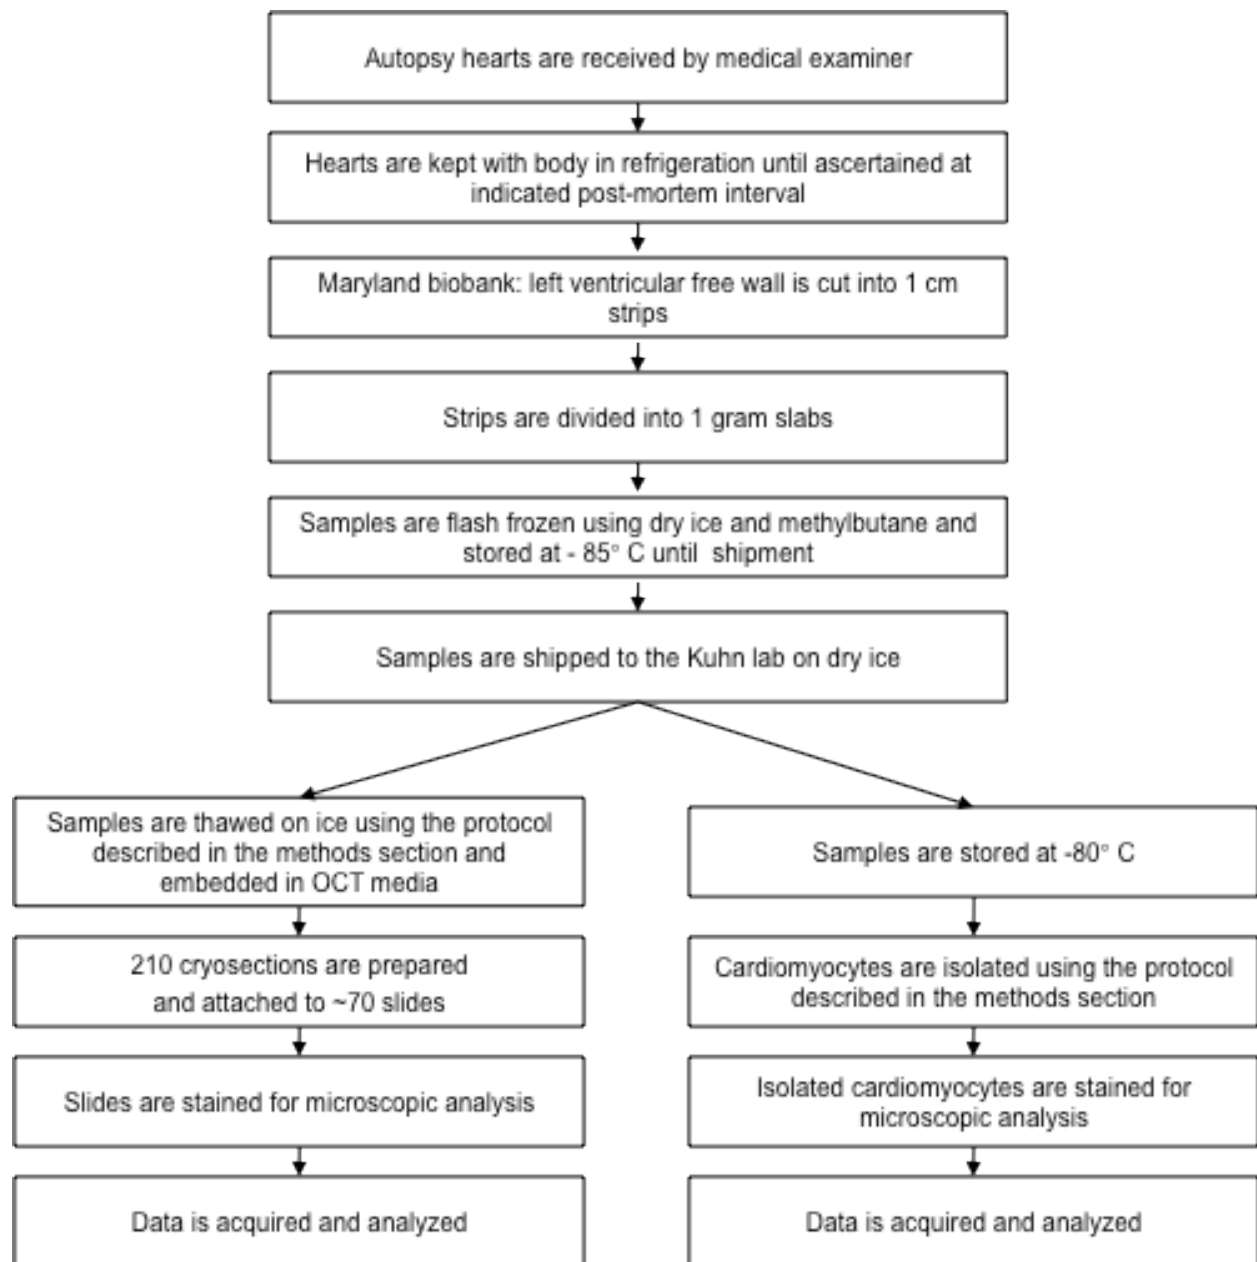 Autopsy hearts are received by medical examiner
Hearts are kept with body in refrigeration until ascertained at
indicated post-mortem interval
Maryland biobank: left ventricular free wall is cut into 1 cm
strips
Strips are divided into 1 gram slabs
Samples are flash frozen using dry ice and methylbutane and
stored at - 85° C until  shipment
Samples are shipped to the Kuhn lab on dry ice
Samples are thawed on ice using the protocol
described in the methods section and
embedded in OCT media
210 cryosections are prepared
and attached to ~70 slides
Slides are stained for microscopic analysis
Data is acquired and analyzed
Samples are stored at -80° C
Cardiomyocytes are isolated using the protocol
described in the methods section
Isolated cardiomyocytes are stained for
microscopic analysis
Data is acquired and analyzed